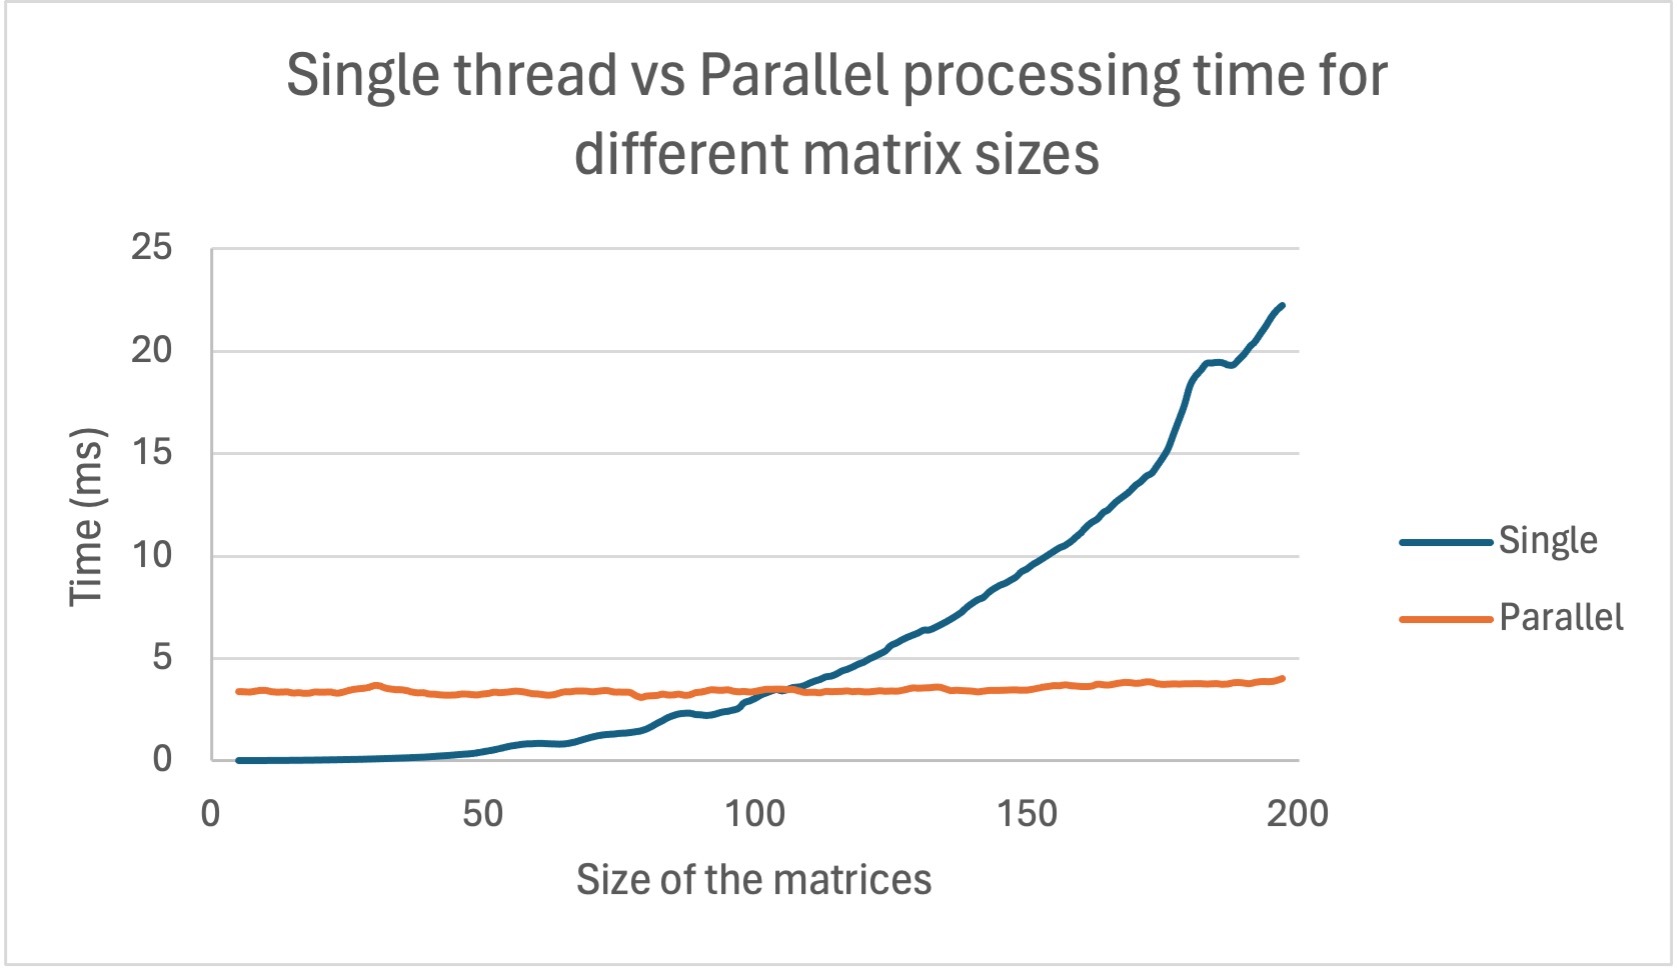 Single thread vs Parallel processing time for
different matrix sizes
25
20
15
10
5
0
Time (ms)
0 50 100 150 200
Size of the matrices
Single
Parallel